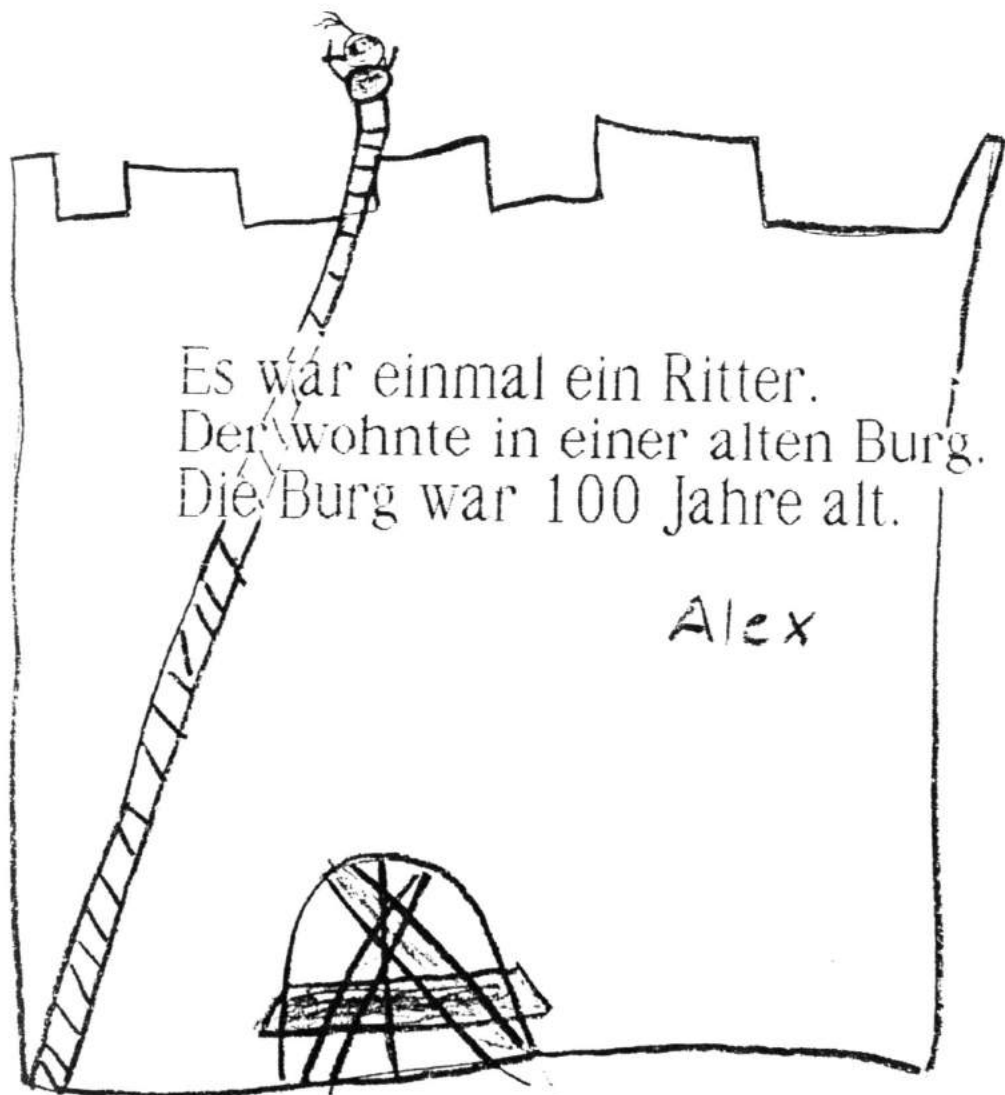 Es war einmal ein Ritter.
Der wohnte in einer alten Burg.
Die Burg war 100 Jahre alt.
Alex